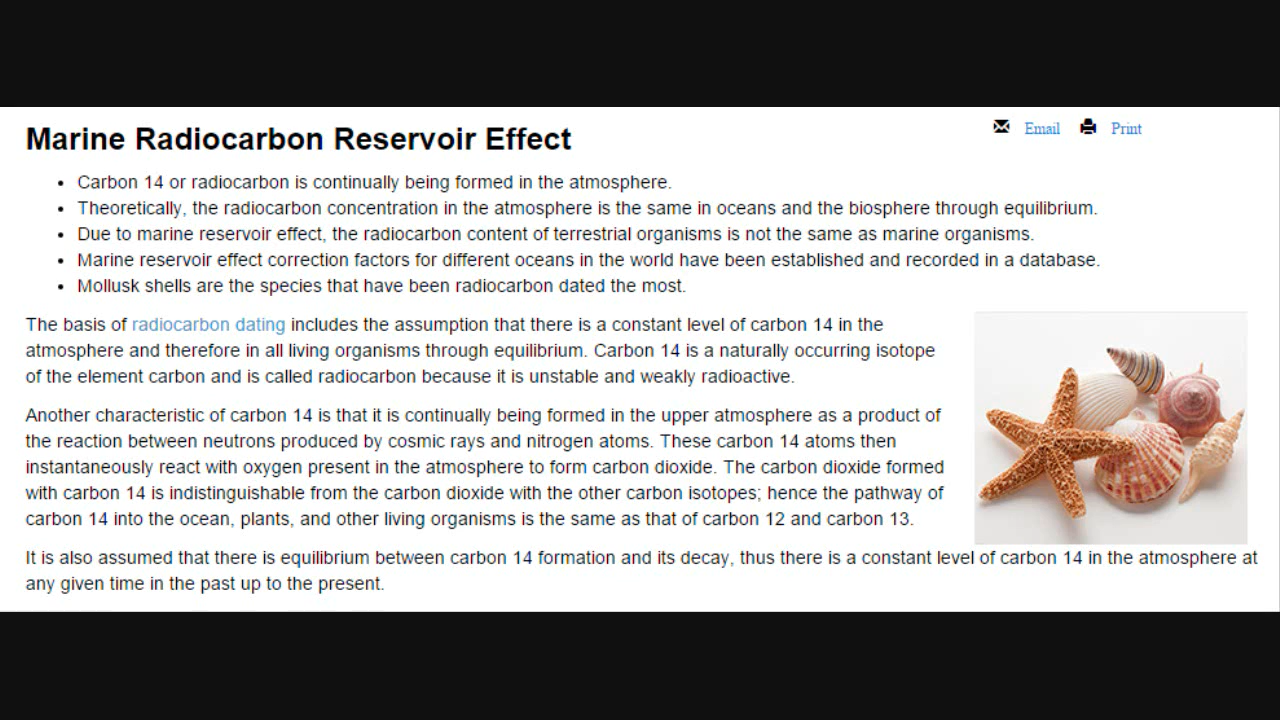 Marine Radiocarbon Reservoir Effect
Email Print
• Carbon 14 or radiocarbon is continually being formed in the atmosphere.
• Theoretically, the radiocarbon concentration in the atmosphere is the same in oceans and the biosphere through equilibrium.
• Due to marine reservoir effect, the radiocarbon content of terrestrial organisms is not the same as marine organisms.
• Marine reservoir effect correction factors for different oceans in the world have been established and recorded in a database.
• Mollusk shells are the species that have been radiocarbon dated the most.
The basis of radiocarbon dating includes the assumption that there is a constant level of carbon 14 in the
atmosphere and therefore in all living organisms through equilibrium. Carbon 14 is a naturally occurring isotope
of the element carbon and is called radiocarbon because it is unstable and weakly radioactive.
Another characteristic of carbon 14 is that it is continually being formed in the upper atmosphere as a product of
the reaction between neutrons produced by cosmic rays and nitrogen atoms. These carbon 14 atoms then
instantaneously react with oxygen present in the atmosphere to form carbon dioxide. The carbon dioxide formed
with carbon 14 is indistinguishable from the carbon dioxide with the other carbon isotopes; hence the pathway of
carbon 14 into the ocean, plants, and other living organisms is the same as that of carbon 12 and carbon 13.
It is also assumed that there is equilibrium between carbon 14 formation and its decay, thus there is a constant level of carbon 14 in the atmosphere at
any given time in the past up to the present.